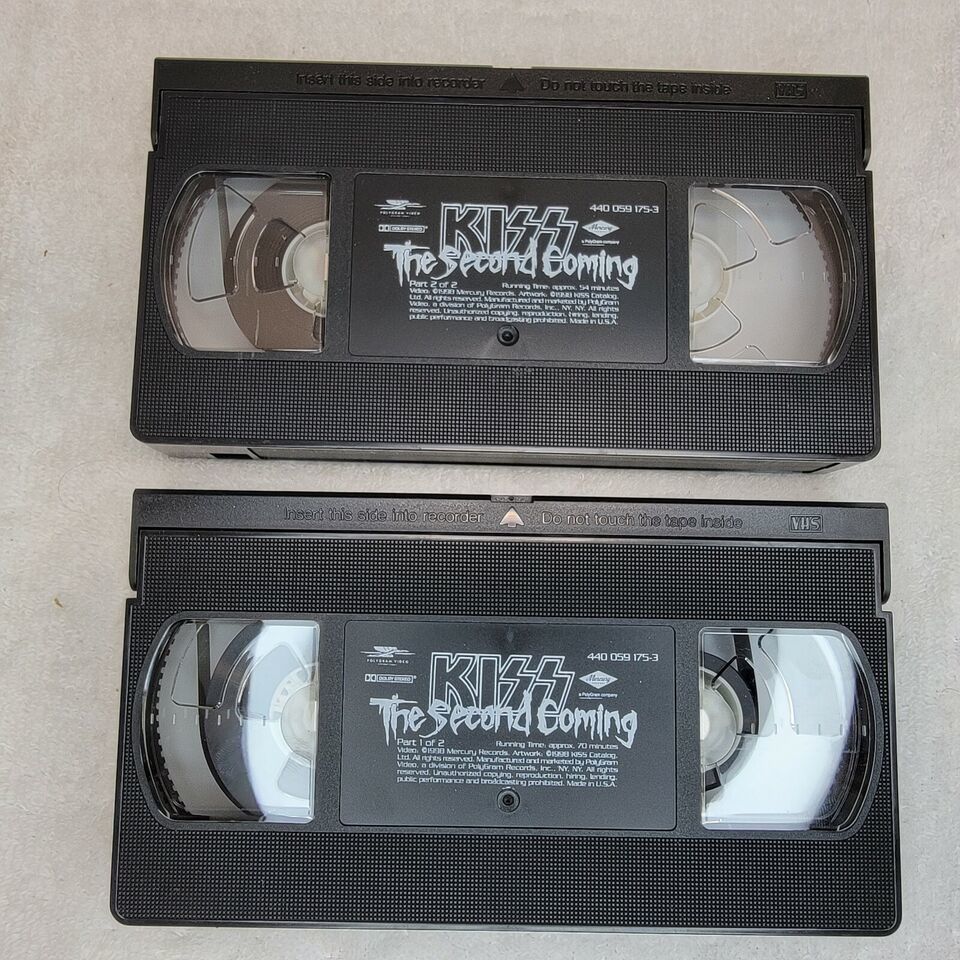 Insert this side into recorder Do not touch the tape inside VHS
POLYGRAM VIDEO
440 059 175-3
DOLBY STEREO
KISS
Mercury
a PolyGram company
The Second Coming
Part 2 of 2 Running Time: approx. 54 minutes
Video: ©1998 Mercury Records. Artwork: ©1998 KISS Catalog,
Ltd. All rights reserved. Manufactured and marketed by PolyGram
Video, a division of PolyGram Records, Inc., NY, NY. All rights
reserved. Unauthorized copying, reproduction, hiring, lending,
public performance and broadcasting prohibited. Made in U.S.A.
Insert this side into recorder Do not touch the tape inside VHS
POLYGRAM VIDEO
440 059 175-3
DOLBY STEREO
KISS
Mercury
a PolyGram company
The Second Coming
Part 1 of 2 Running Time: approx. 70 minutes
Video: ©1998 Mercury Records. Artwork: ©1998 KISS Catalog,
Ltd. All rights reserved. Manufactured and marketed by PolyGram
Video, a division of PolyGram Records, Inc., NY, NY. All rights
reserved. Unauthorized copying, reproduction, hiring, lending,
public performance and broadcasting prohibited. Made in U.S.A.